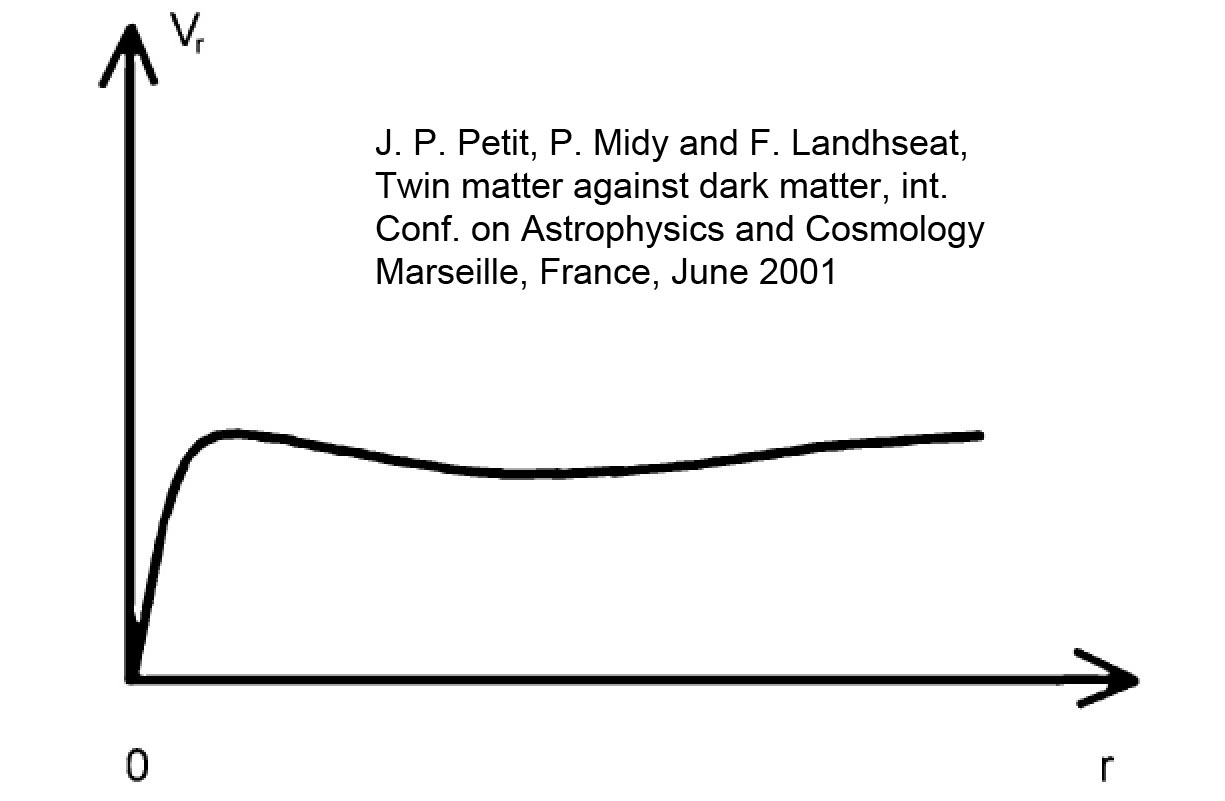 Vr
J. P. Petit, P. Midy and F. Landhseat,
Twin matter against dark matter, int.
Conf. on Astrophysics and Cosmology
Marseille, France, June 2001
0
r